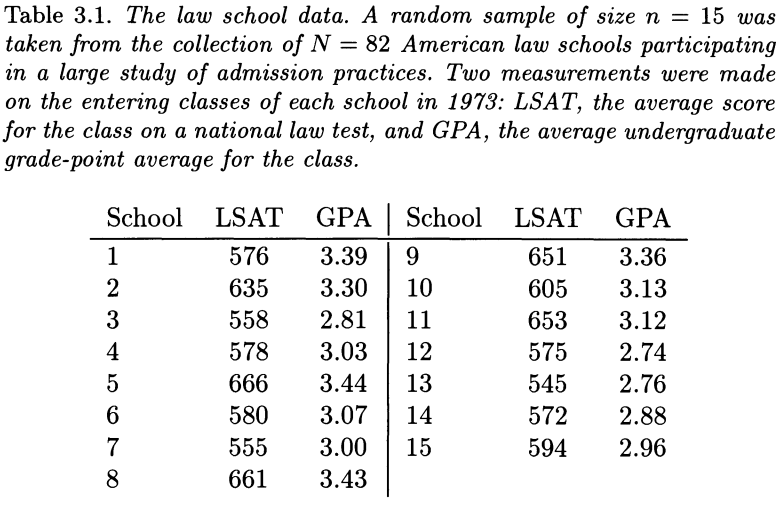 Table 3.1. The law school data. A random sample of size n = 15 was
taken from the collection of N = 82 American law schools participating
in a large study of admission practices. Two measurements were made
on the entering classes of each school in 1973: LSAT, the average score
for the class on a national law test, and GPA, the average undergraduate
grade-point average for the class.
School LSAT GPA School LSAT GPA
1 576 3.39 9 651 3.36
2 635 3.30 10 605 3.13
3 558 2.81 11 653 3.12
4 578 3.03 12 575 2.74
5 666 3.44 13 545 2.76
6 580 3.07 14 572 2.88
7 555 3.00 15 594 2.96
8 661 3.43